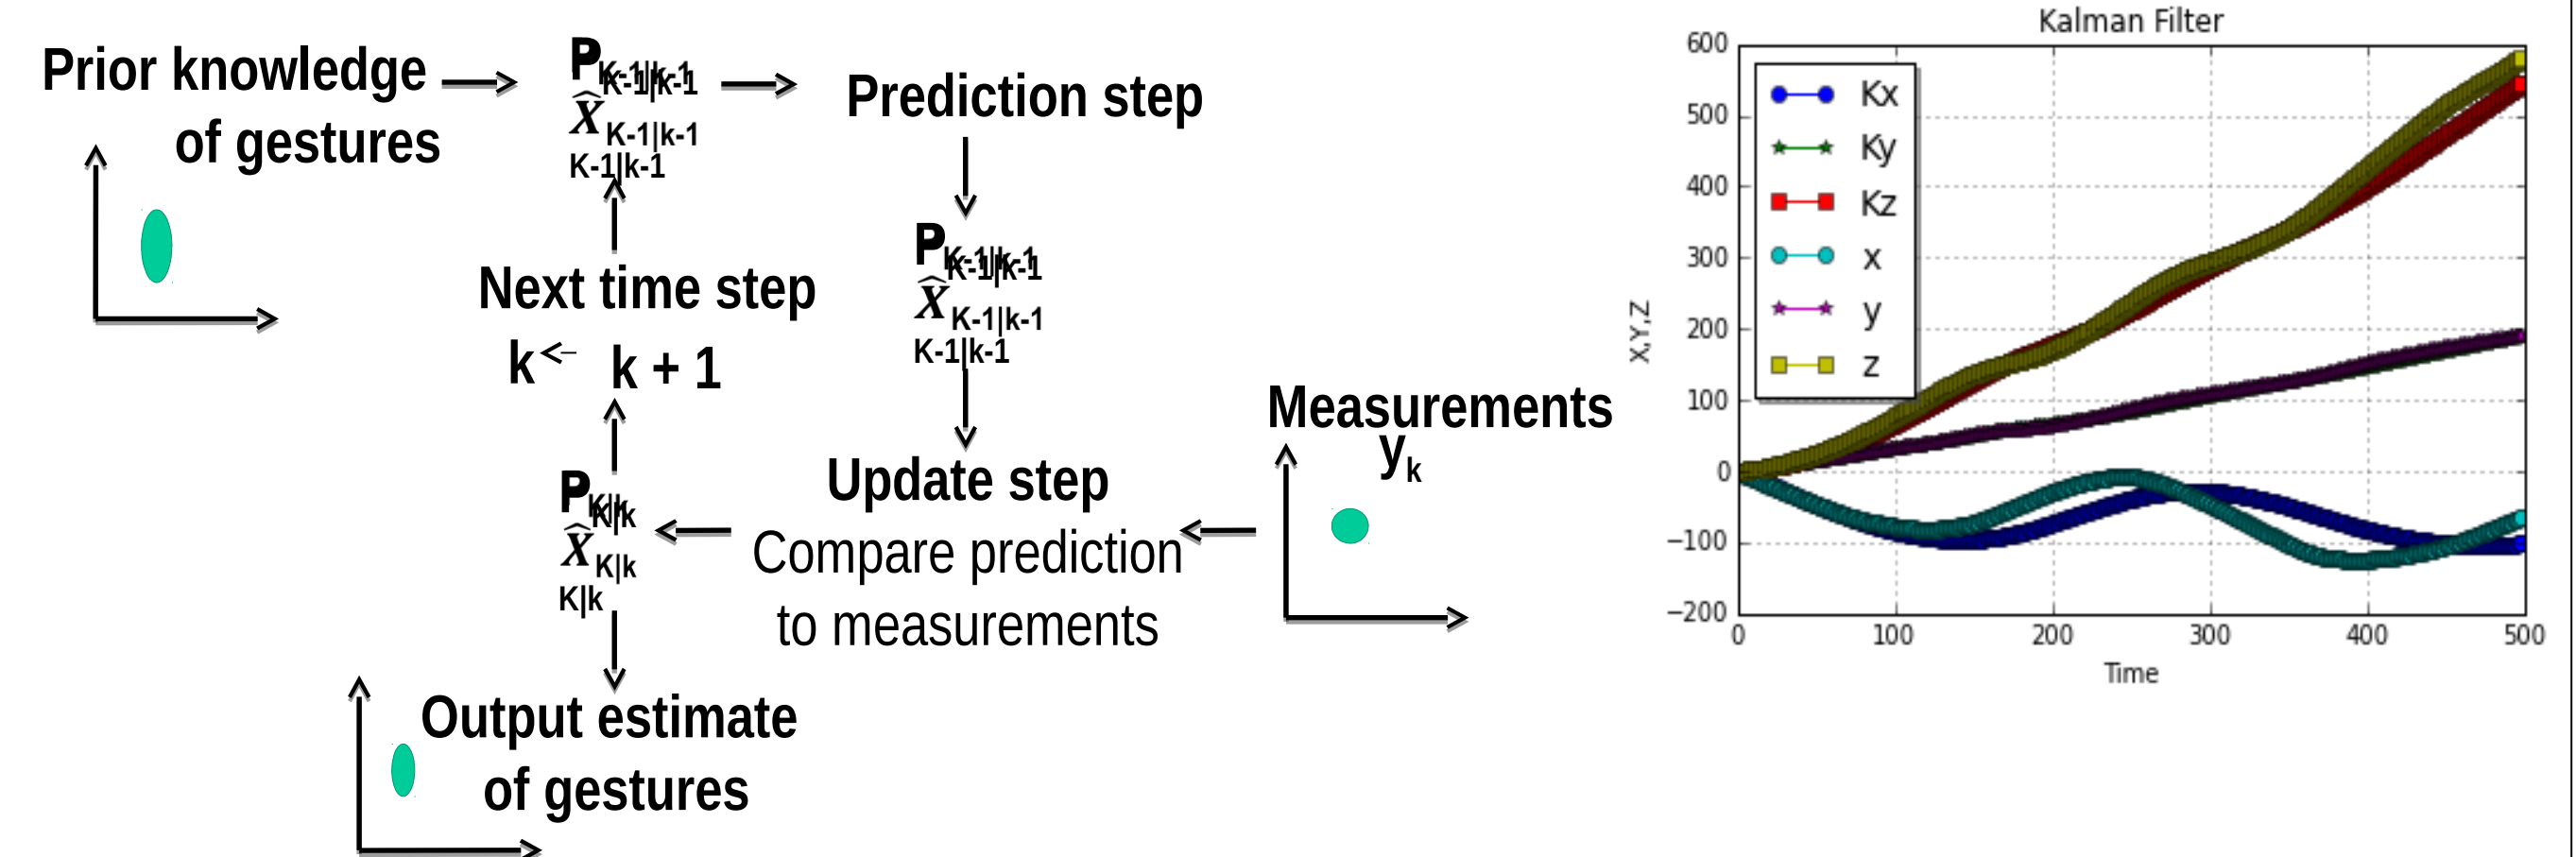 Prior knowledge
of gestures
P K-1|k-1
X̂ K-1|k-1
K-1|k-1
Prediction step
P K-1|k-1
X̂ K-1|k-1
K-1|k-1
Next time step
k ← k + 1
Measurements
yk
Update step
Compare prediction
to measurements
P K|k
X̂ K|k
K|k
Output estimate
of gestures
Kalman Filter
600
500
400
300
200
100
0
−100
−200
X,Y,Z
Kx
Ky
Kz
x
y
z
0 100 200 300 400 500
Time